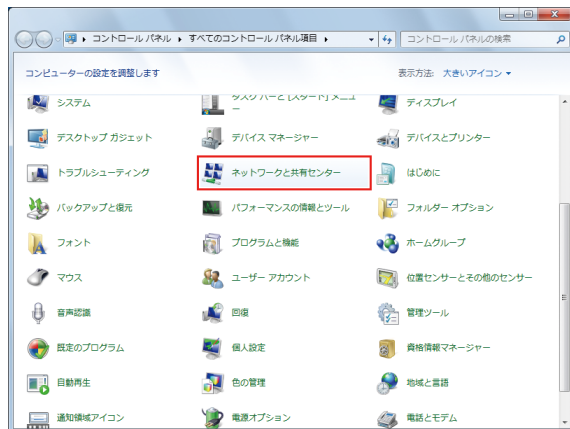 コントロール パネル ▸ すべてのコントロール パネル項目 ▸
コントロール パネルの検索
コンピューターの設定を調整します
表示方法: 大きいアイコン
システム
タスク バーと [スタート] メニュー
ディスプレイ
デスクトップ ガジェット
デバイス マネージャー
デバイスとプリンター
トラブルシューティング
ネットワークと共有センター
はじめに
バックアップと復元
パフォーマンスの情報とツール
フォルダー オプション
フォント
プログラムと機能
ホームグループ
マウス
ユーザー アカウント
位置センサーとその他のセンサー
音声認識
回復
管理ツール
既定のプログラム
個人設定
資格情報マネージャー
自動再生
色の管理
地域と言語
通知領域アイコン
電源オプション
電話とモデム